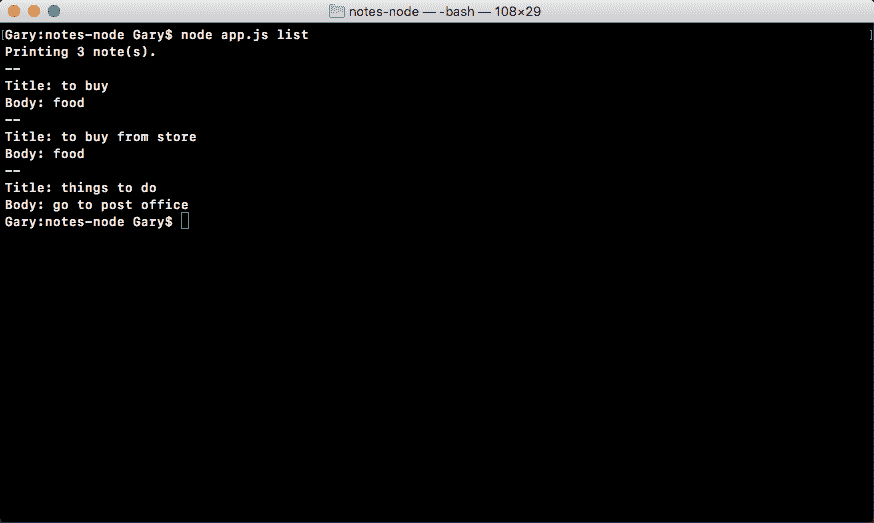 notes-node — -bash — 108×29
[Gary:notes-node Gary$ node app.js list ]
Printing 3 note(s).
--
Title: to buy
Body: food
--
Title: to buy from store
Body: food
--
Title: things to do
Body: go to post office
Gary:notes-node Gary$